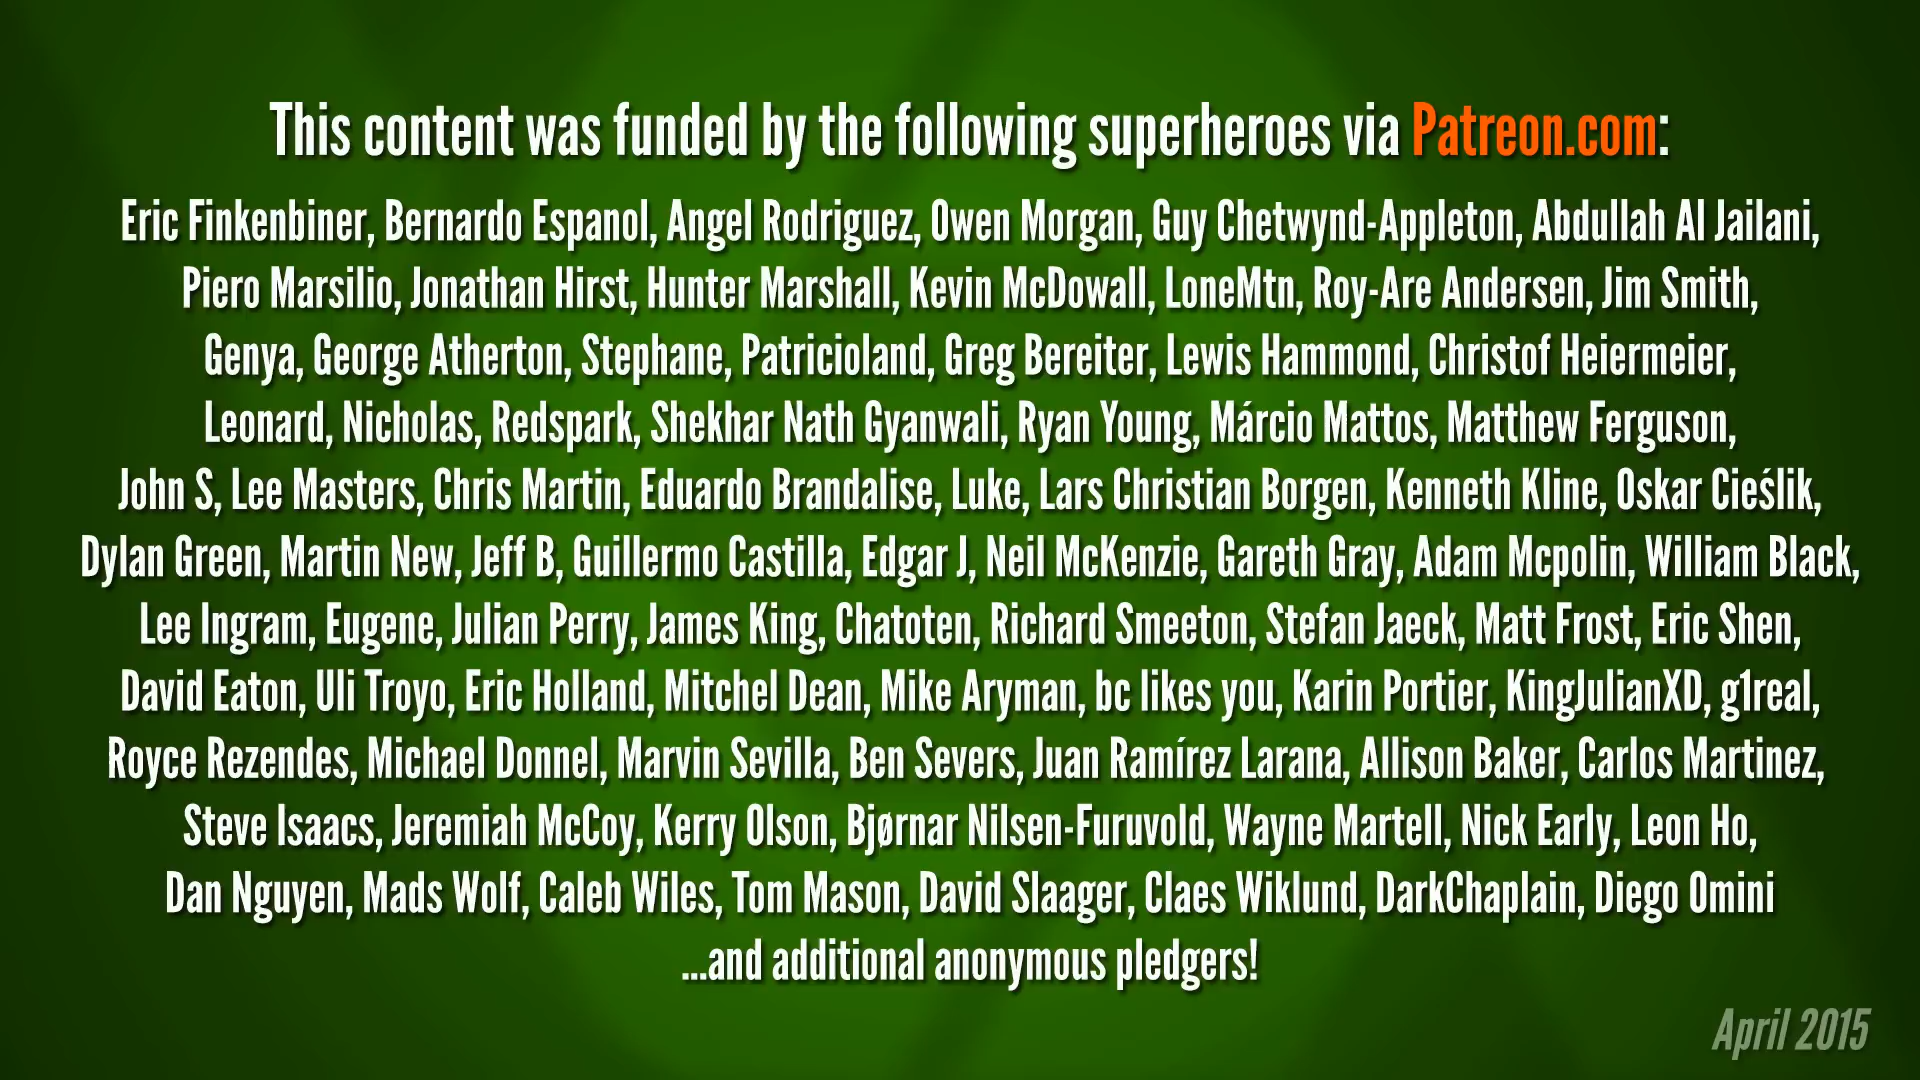 This content was funded by the following superheroes via Patreon.com:
Eric Finkenbiner, Bernardo Espanol, Angel Rodriguez, Owen Morgan, Guy Chetwynd-Appleton, Abdullah Al Jailani,
Piero Marsilio, Jonathan Hirst, Hunter Marshall, Kevin McDowall, LoneMtn, Roy-Are Andersen, Jim Smith,
Genya, George Atherton, Stephane, Patricioland, Greg Bereiter, Lewis Hammond, Christof Heiermeier,
Leonard, Nicholas, Redspark, Shekhar Nath Gyanwali, Ryan Young, Márcio Mattos, Matthew Ferguson,
John S, Lee Masters, Chris Martin, Eduardo Brandalise, Luke, Lars Christian Borgen, Kenneth Kline, Oskar Cieślik,
Dylan Green, Martin New, Jeff B, Guillermo Castilla, Edgar J, Neil McKenzie, Gareth Gray, Adam Mcpolin, William Black,
Lee Ingram, Eugene, Julian Perry, James King, Chatoten, Richard Smeeton, Stefan Jaeck, Matt Frost, Eric Shen,
David Eaton, Uli Troyo, Eric Holland, Mitchel Dean, Mike Aryman, bc likes you, Karin Portier, KingJulianXD, g1real,
Royce Rezendes, Michael Donnel, Marvin Sevilla, Ben Severs, Juan Ramírez Larana, Allison Baker, Carlos Martinez,
Steve Isaacs, Jeremiah McCoy, Kerry Olson, Bjørnar Nilsen-Furuvold, Wayne Martell, Nick Early, Leon Ho,
Dan Nguyen, Mads Wolf, Caleb Wiles, Tom Mason, David Slaager, Claes Wiklund, DarkChaplain, Diego Omini
...and additional anonymous pledgers!
April 2015